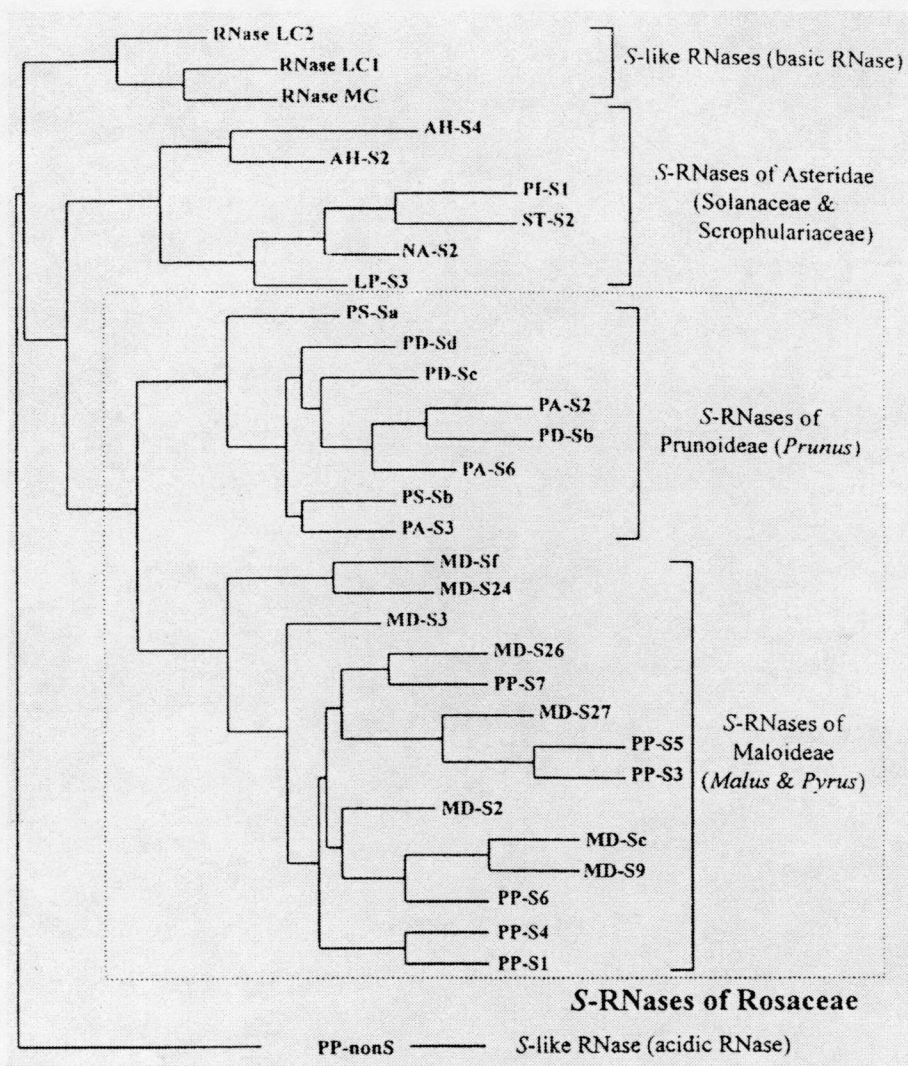 RNase LC2
RNase LC1
RNase MC
S-like RNases (basic RNase)
AH-S4
AH-S2
PI-S1
ST-S2
NA-S2
LP-S3
S-RNases of Asteridae
(Solanaceae &
Scrophulariaceae)
PS-Sa
PD-Sd
PD-Sc
PA-S2
PD-Sb
PA-S6
PS-Sb
PA-S3
S-RNases of
Prunoideae (Prunus)
MD-Sf
MD-S24
MD-S3
MD-S26
PP-S7
MD-S27
PP-S5
PP-S3
MD-S2
MD-Sc
MD-S9
PP-S6
PP-S4
PP-S1
S-RNases of
Maloideae
(Malus & Pyrus)
S-RNases of Rosaceae
PP-nonS
S-like RNase (acidic RNase)